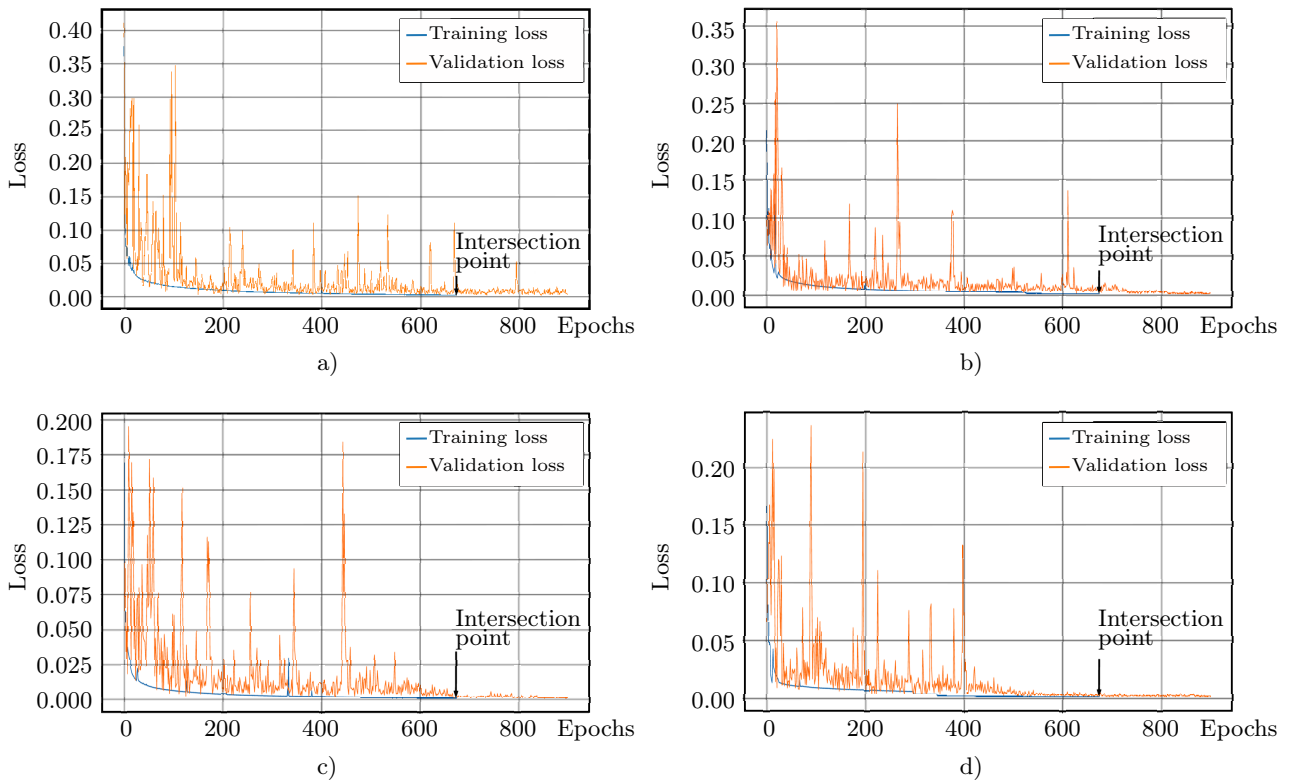 Loss
0.40
0.35
0.30
0.25
0.20
0.15
0.10
0.05
0.00
Training loss
Validation loss
Intersection
point
0 200 400 600 800 Epochs
a)
Loss
0.35
0.30
0.25
0.20
0.15
0.10
0.05
0.00
Training loss
Validation loss
Intersection
point
0 200 400 600 800 Epochs
b)
Loss
0.200
0.175
0.150
0.125
0.100
0.075
0.050
0.025
0.000
Training loss
Validation loss
Intersection
point
0 200 400 600 800 Epochs
c)
Loss
0.20
0.15
0.10
0.05
0.00
Training loss
Validation loss
Intersection
point
0 200 400 600 800 Epochs
d)